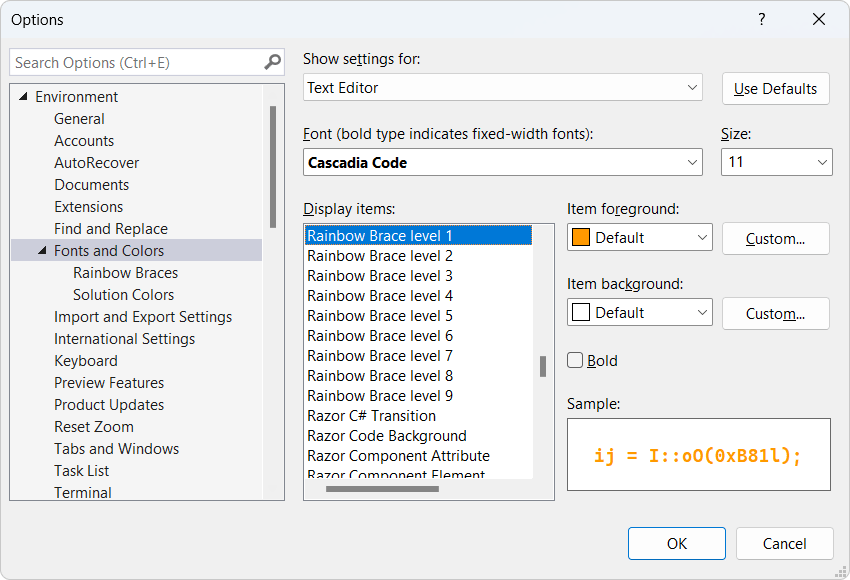 Options
?
Search Options (Ctrl+E)
Environment
General
Accounts
AutoRecover
Documents
Extensions
Find and Replace
Fonts and Colors
Rainbow Braces
Solution Colors
Import and Export Settings
International Settings
Keyboard
Preview Features
Product Updates
Reset Zoom
Tabs and Windows
Task List
Terminal
Show settings for:
Text Editor
Use Defaults
Font (bold type indicates fixed-width fonts):
Cascadia Code
Size:
11
Display items:
Rainbow Brace level 1
Rainbow Brace level 2
Rainbow Brace level 3
Rainbow Brace level 4
Rainbow Brace level 5
Rainbow Brace level 6
Rainbow Brace level 7
Rainbow Brace level 8
Rainbow Brace level 9
Razor C# Transition
Razor Code Background
Razor Component Attribute
Razor Component Element
Item foreground:
Default
Custom...
Item background:
Default
Custom...
Bold
Sample:
ij = I::oO(0xB81l);
OK
Cancel